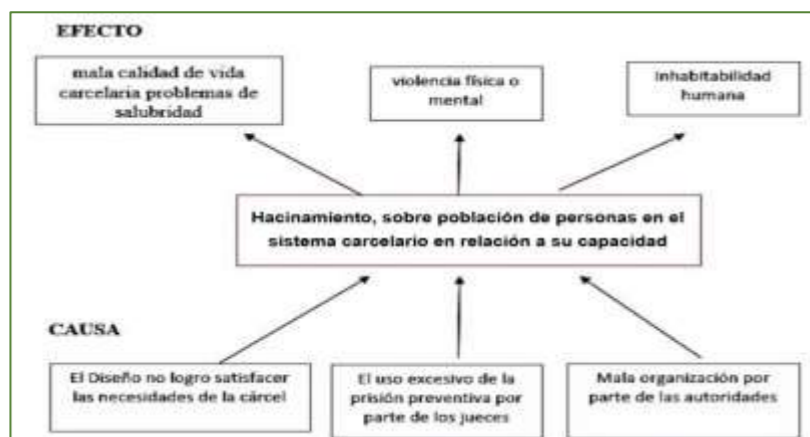 EFECTO
mala calidad de vida
carcelaria problemas de
salubridad
violencia física o
mental
Inhabitabilidad
humana
Hacinamiento, sobre población de personas en el
sistema carcelario en relación a su capacidad
CAUSA
El Diseño no logro satisfacer
las necesidades de la cárcel
El uso excesivo de la
prisión preventiva por
parte de los jueces
Mala organización por
parte de las autoridades